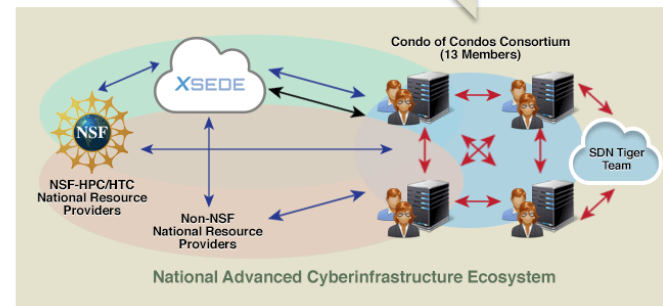 Condo of Condos Consortium
(13 Members)
XSEDE
NSF
SDN Tiger
Team
NSF-HPC/HTC
National Resource
Providers
Non-NSF
National Resource
Providers
National Advanced Cyberinfrastructure Ecosystem